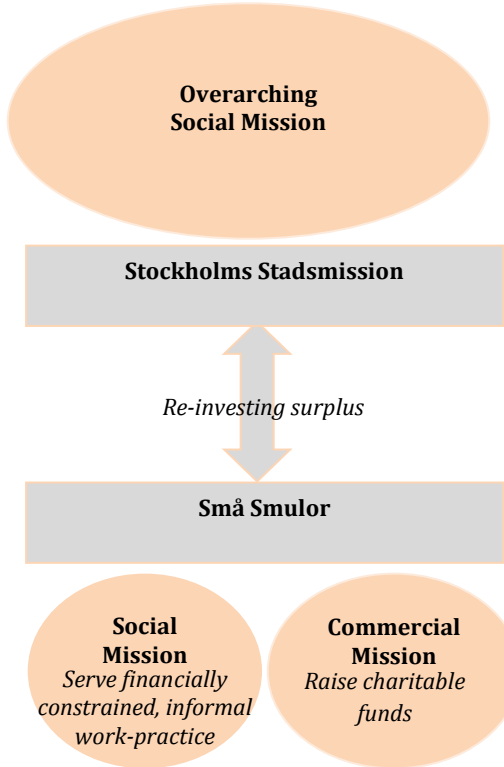 Overarching
Social Mission
Stockholms Stadsmission
Re-investing surplus
Små Smulor
Social
Mission
Serve financially
constrained, informal
work-practice
Commercial
Mission
Raise charitable
funds